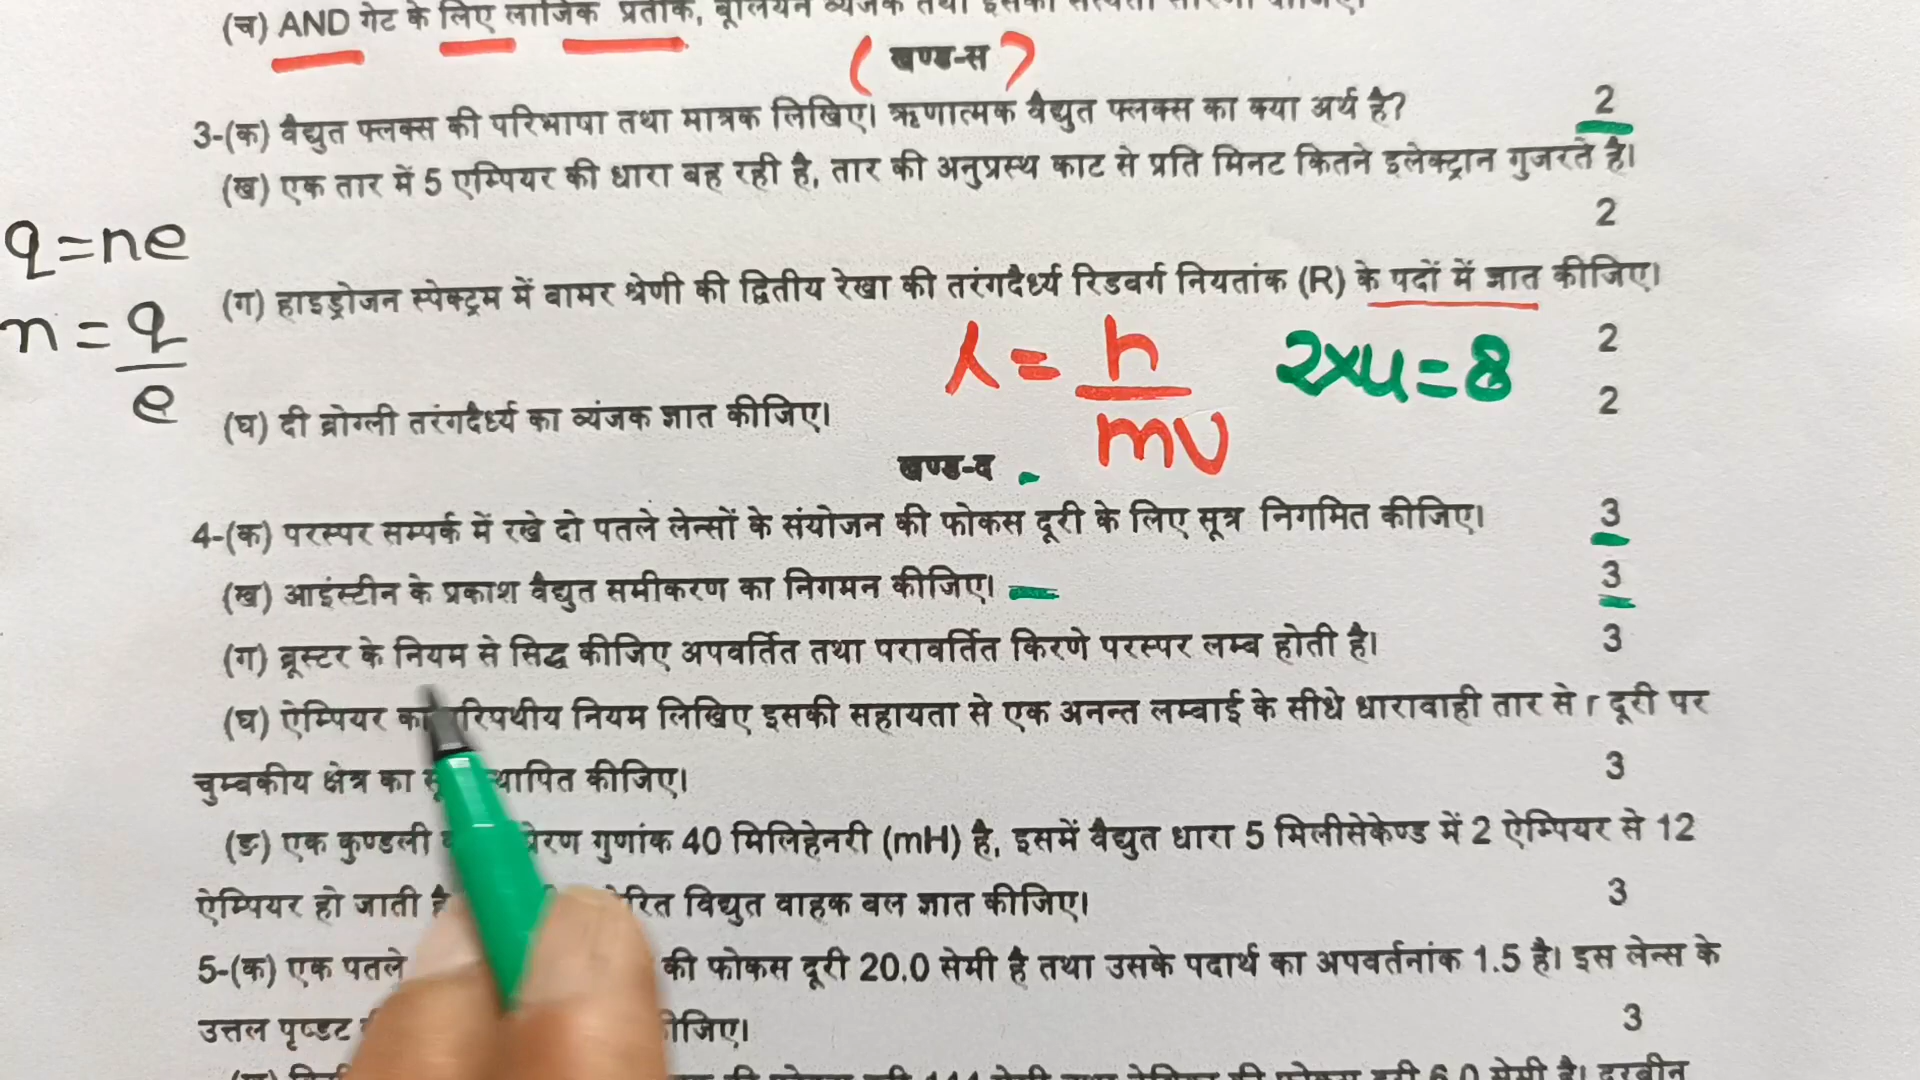 (च) AND गेट के लिए लाजिक प्रतीक, बूलियन व्यंजक तथा इसकी सत्यता सारणी
( खण्ड-स )
3-(क) वैद्युत फ्लक्स की परिभाषा तथा मात्रक लिखिए। ऋणात्मक वैद्युत फ्लक्स का क्या अर्थ है? 2
(ख) एक तार में 5 एम्पियर की धारा बह रही है, तार की अनुप्रस्थ काट से प्रति मिनट कितने इलेक्ट्रान गुजरते है।
2
q=ne
(ग) हाइड्रोजन स्पेक्ट्रम में बामर श्रेणी की द्वितीय रेखा की तरंगदैर्ध्य रिडवर्ग नियतांक (R) के पदों में ज्ञात कीजिए।
n = q/e
λ = h/mv
2x4=8
2
(घ) दी ब्रोग्ली तरंगदैर्ध्य का व्यंजक ज्ञात कीजिए। 2
खण्ड-द
4-(क) परस्पर सम्पर्क में रखे दो पतले लेन्सों के संयोजन की फोकस दूरी के लिए सूत्र निगमित कीजिए। 3
(ख) आइंस्टीन के प्रकाश वैद्युत समीकरण का निगमन कीजिए। 3
(ग) ब्रूस्टर के नियम से सिद्ध कीजिए अपवर्तित तथा परावर्तित किरणे परस्पर लम्ब होती है। 3
(घ) ऐम्पियर का रिपथीय नियम लिखिए इसकी सहायता से एक अनन्त लम्बाई के सीधे धारावाही तार से r दूरी पर
चुम्बकीय क्षेत्र का थापित कीजिए। 3
(ङ) एक कुण्डली प्रेरण गुणांक 40 मिलिहेनरी (mH) है, इसमें वैद्युत धारा 5 मिलीसेकेण्ड में 2 ऐम्पियर से 12
ऐम्पियर हो जाती रित विद्युत वाहक वल ज्ञात कीजिए। 3
5-(क) एक पतले की फोकस दूरी 20.0 सेमी है तथा उसके पदार्थ का अपवर्तनांक 1.5 है। इस लेन्स के
उत्तल पृष्डट ीजिए। 3